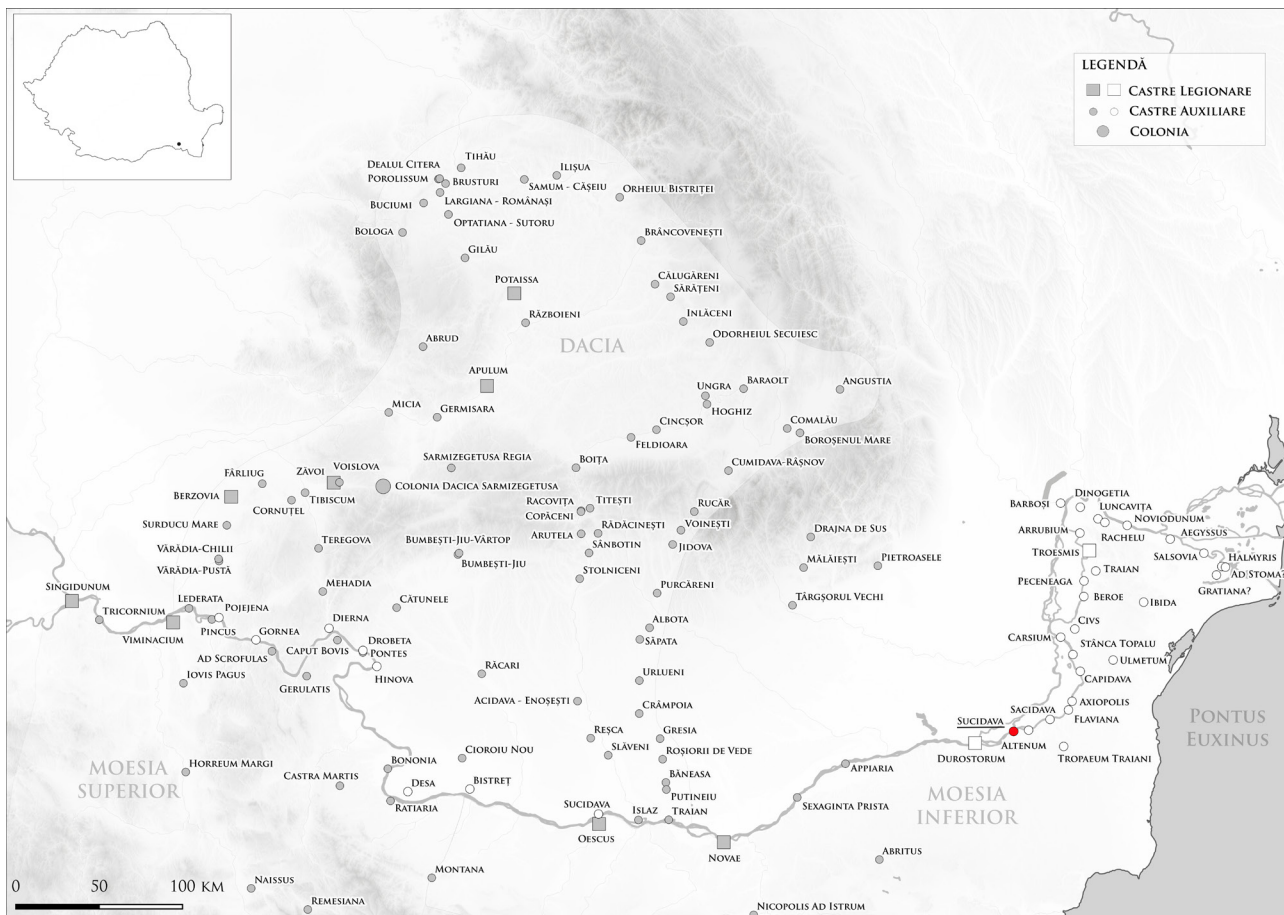 LEGENDĂ
CASTRE LEGIONARE
CASTRE AUXILIARE
COLONIA
TIHĂU
DEALUL CITERA
ILIȘUA
POROLISSUM
BRUSTURI
SAMUM - CĂȘEIU
LARGIANA - ROMÂNAȘI
ORHEIUL BISTRIȚEI
BUCIUMI
OPTATIANA - SUTORU
BOLOGA
BRÂNCOVENEȘTI
GILĂU
POTAISSA
CĂLUGĂRENI
SĂRĂȚENI
RĂZBOIENI
INLĂCENI
ABRUD
DACIA
ODORHEIUL SECUIESC
APULUM
UNGRA
BARAOLT
ANGUSTIA
HOGHIZ
MICIA
GERMISARA
CINCȘOR
COMALĂU
FELDIOARA
BOROȘENUL MARE
SARMIZEGETUSA REGIA
BOIȚA
CUMIDAVA-RÂȘNOV
FÂRLIUG
ZĂVOI
VOISLOVA
COLONIA DACICA SARMIZEGETUSA
BERZOVIA
TIBISCUM
CORNUȚEL
RACOVIȚA
TITEȘTI
RUCĂR
COPĂCENI
BARBOȘI
DINOGETIA
LUNCAVIȚA
NOVIODUNUM
SURDUCU MARE
RĂDĂCINEȘTI
VOINEȘTI
DRAJNA DE SUS
ARRUBIUM
RACHELU
AEGYSSUS
TEREGOVA
BUMBEȘTI-JIU-VÂRTOP
ARUTELA
SÂNBOTIN
JIDOVA
TROESMIS
SALSOVIA
HALMYRIS
VĂRĂDIA-CHILII
BUMBEȘTI-JIU
VĂRĂDIA-PUSTĂ
STOLNICENI
MĂLĂIEȘTI
PIETROASELE
TRAIAN
AD STOMA
PECENEAGA
GRATIANA?
SINGIDUNUM
MEHADIA
PURCĂRENI
BEROE
IBIDA
LEDERATA
POJEJENA
CĂTUNELE
TÂRGȘORUL VECHI
TRICORNIUM
VIMINACIUM
PINCUS
GORNEA
DIERNA
ALBOTA
CIVS
DROBETA
SĂPATA
CARSIUM
STÂNCA TOPALU
AD SCROFULAS
CAPUT BOVIS
PONTES
ULMETUM
IOVIS PAGUS
GERULATIS
HINOVA
RĂCARI
URLUENI
CAPIDAVA
ACIDAVA - ENOȘEȘTI
CRÂMPOIA
SACIDAVA
AXIOPOLIS
SUCIDAVA
FLAVIANA
REȘCA
GRESIA
ALTENUM
PONTUS
EUXINUS
SLĂVENI
ROȘIORII DE VEDE
DUROSTORUM
TROPAEUM TRAIANI
CIOROIU NOU
BONONIA
HORREUM MARGI
MOESIA
SUPERIOR
CASTRA MARTIS
DESA
BISTREȚ
BĂNEASA
APPIARIA
PUTINEIU
MOESIA
INFERIOR
RATIARIA
SUCIDAVA
ISLAZ
TRAIAN
SEXAGINTA PRISTA
OESCUS
NOVAE
ABRITUS
MONTANA
NAISSUS
REMESIANA
NICOPOLIS AD ISTRUM
0 50 100 KM